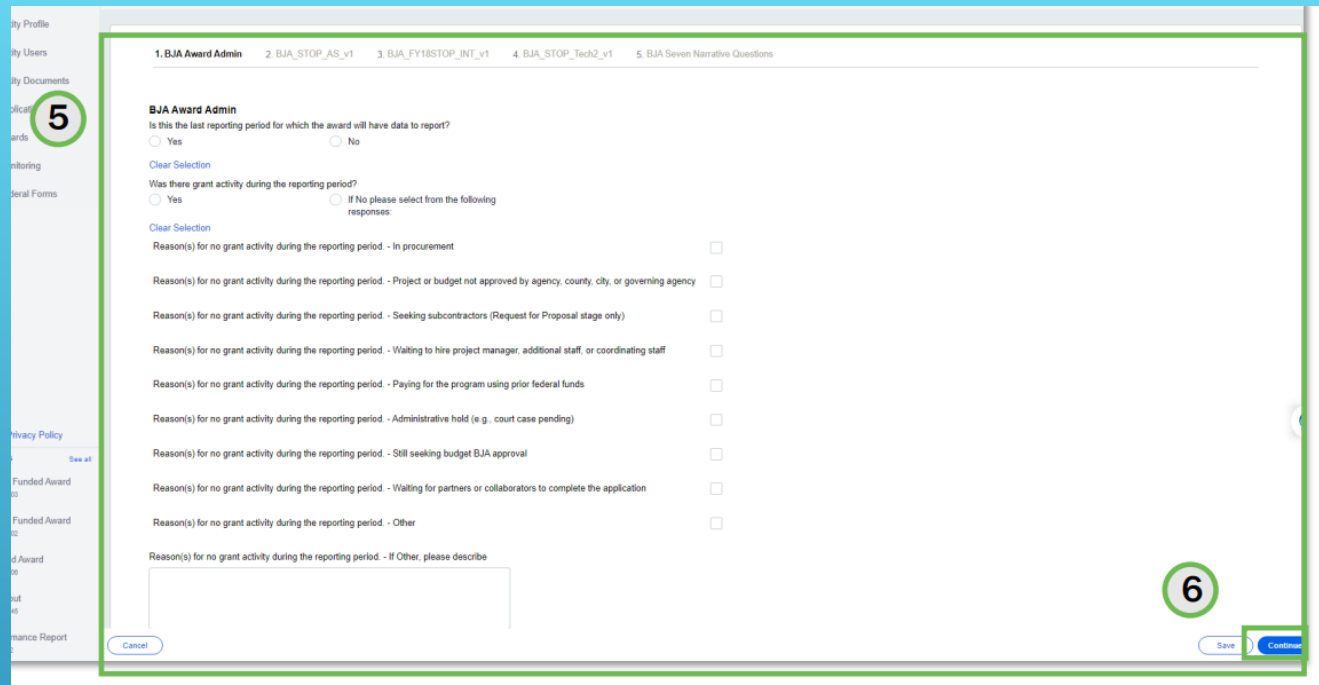 ity Profile
ity Users
ity Documents
plicati
ards
nitoring
deral Forms
Privacy Policy
See all
Funded Award
03
Funded Award
02
d Award
out
mance Report
5
1. BJA Award Admin 2. BJA_STOP_AS_v1 3. BJA_FY18STOP_INT_v1 4. BJA_STOP_Tech2_v1 5. BJA Seven Narrative Questions
BJA Award Admin
Is this the last reporting period for which the award will have data to report?
Yes No
Clear Selection
Was there grant activity during the reporting period?
Yes If No please select from the following
responses:
Clear Selection
Reason(s) for no grant activity during the reporting period. - In procurement
Reason(s) for no grant activity during the reporting period. - Project or budget not approved by agency, county, city, or governing agency
Reason(s) for no grant activity during the reporting period. - Seeking subcontractors (Request for Proposal stage only)
Reason(s) for no grant activity during the reporting period. - Waiting to hire project manager, additional staff, or coordinating staff
Reason(s) for no grant activity during the reporting period. - Paying for the program using prior federal funds
Reason(s) for no grant activity during the reporting period. - Administrative hold (e.g., court case pending)
Reason(s) for no grant activity during the reporting period. - Still seeking budget BJA approval
Reason(s) for no grant activity during the reporting period. - Waiting for partners or collaborators to complete the application
Reason(s) for no grant activity during the reporting period. - Other
Reason(s) for no grant activity during the reporting period. - If Other, please describe
6
Cancel Save Continue